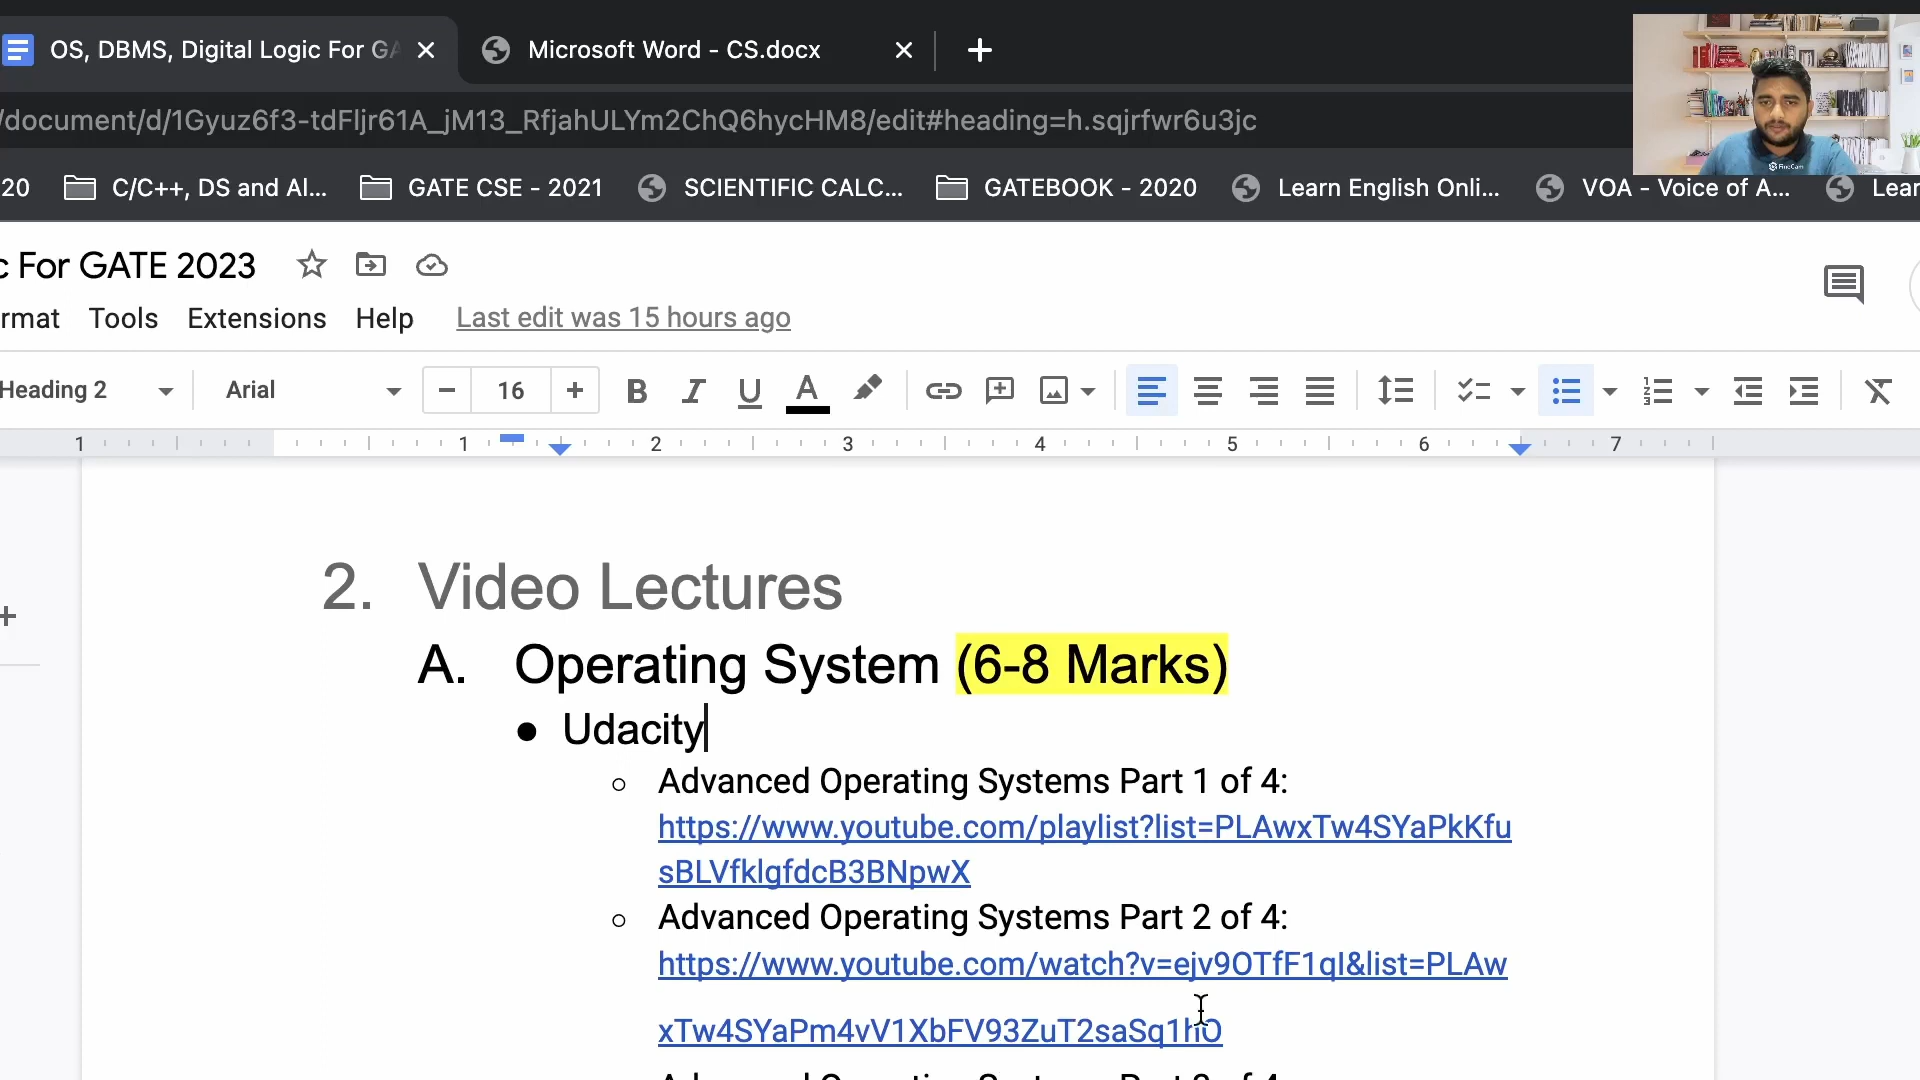 OS, DBMS, Digital Logic For GA
Microsoft Word - CS.docx
/document/d/1Gyuz6f3-tdFljr61A_jM13_RfjahULYm2ChQ6hycHM8/edit#heading=h.sqjrfwr6u3jc
20 C/C++, DS and Al... GATE CSE - 2021 SCIENTIFIC CALC... GATEBOOK - 2020 Learn English Onli... VOA - Voice of A... Lear
FineCam
c For GATE 2023
rmat Tools Extensions Help Last edit was 15 hours ago
Heading 2 Arial 16
1 1 2 3 4 5 6 7
2. Video Lectures
A. Operating System (6-8 Marks)
● Udacity
○ Advanced Operating Systems Part 1 of 4:
https://www.youtube.com/playlist?list=PLAwxTw4SYaPkKfu
sBLVfklgfdcB3BNpwX
○ Advanced Operating Systems Part 2 of 4:
https://www.youtube.com/watch?v=ejv9OTfF1qI&list=PLAw
xTw4SYaPm4vV1XbFV93ZuT2saSq1hO